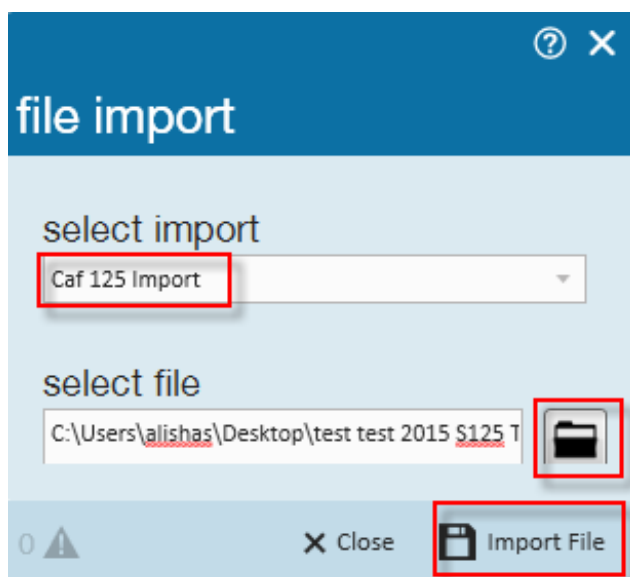 file import
select import
Caf 125 Import
select file
C:\Users\alishas\Desktop\test test 2015 S125 T
0
Close
Import File